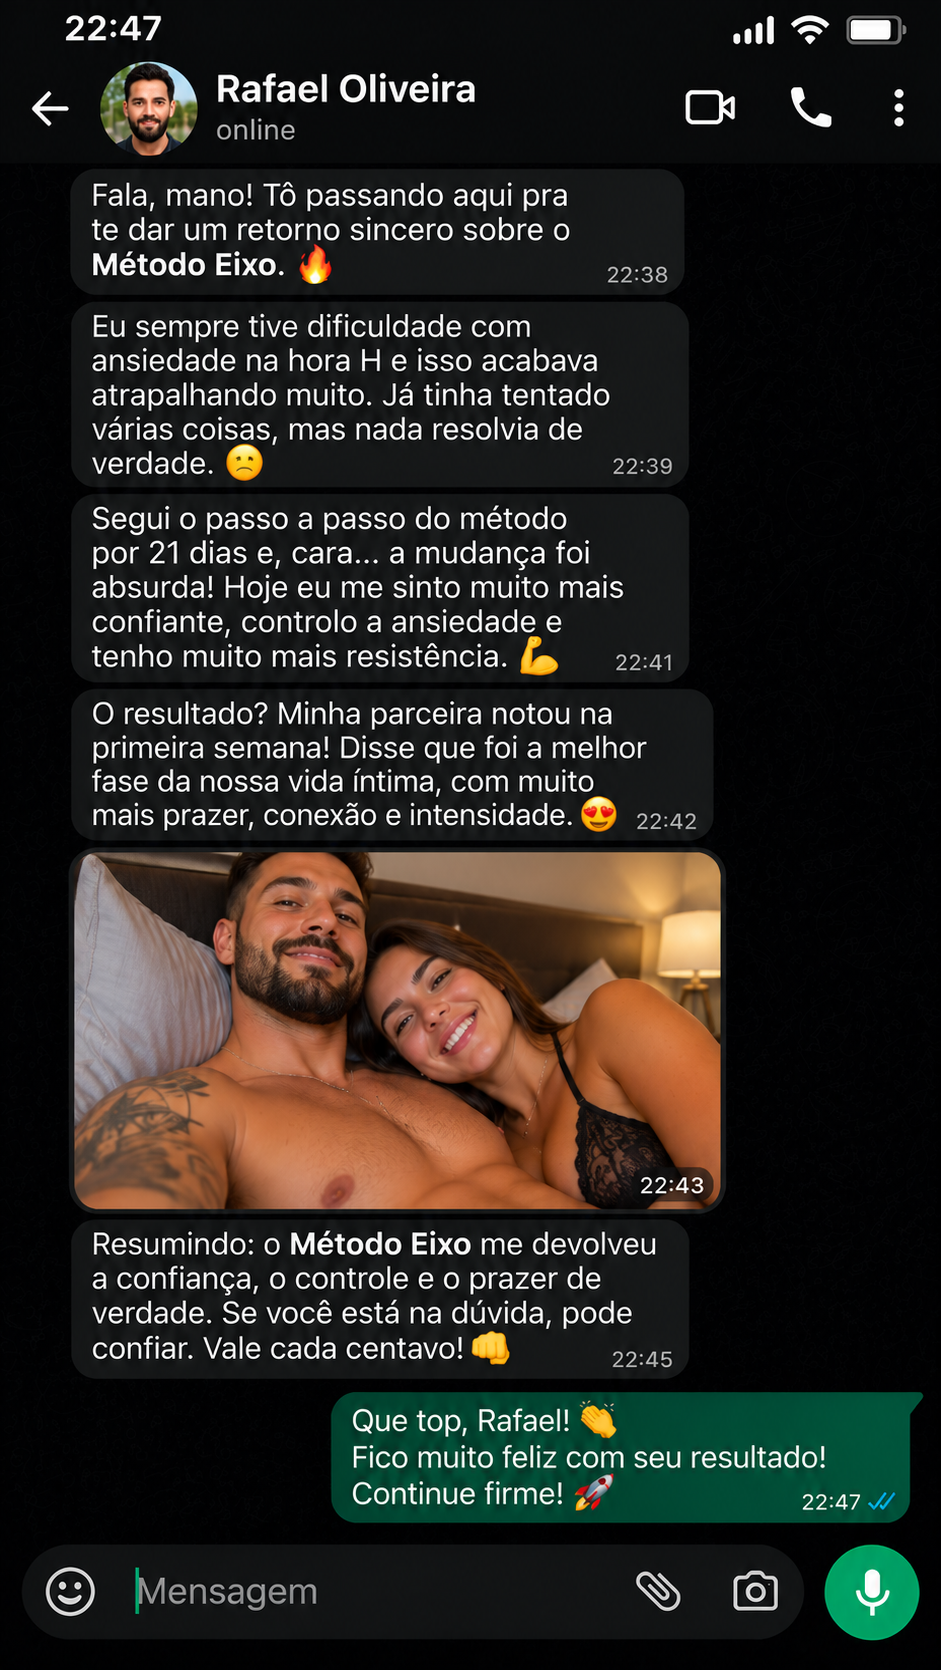 22:47
Rafael Oliveira
online
Fala, mano! Tô passando aqui pra
te dar um retorno sincero sobre o
Método Eixo. 🔥
22:38
Eu sempre tive dificuldade com
ansiedade na hora H e isso acabava
atrapalhando muito. Já tinha tentado
várias coisas, mas nada resolvia de
verdade. 🙁
22:39
Segui o passo a passo do método
por 21 dias e, cara... a mudança foi
absurda! Hoje eu me sinto muito mais
confiante, controlo a ansiedade e
tenho muito mais resistência. 💪
22:41
O resultado? Minha parceira notou na
primeira semana! Disse que foi a melhor
fase da nossa vida íntima, com muito
mais prazer, conexão e intensidade. 😍
22:42
22:43
Resumindo: o Método Eixo me devolveu
a confiança, o controle e o prazer de
verdade. Se você está na dúvida, pode
confiar. Vale cada centavo! 👊
22:45
Que top, Rafael! 👏
Fico muito feliz com seu resultado!
Continue firme! 🚀
22:47
Mensagem